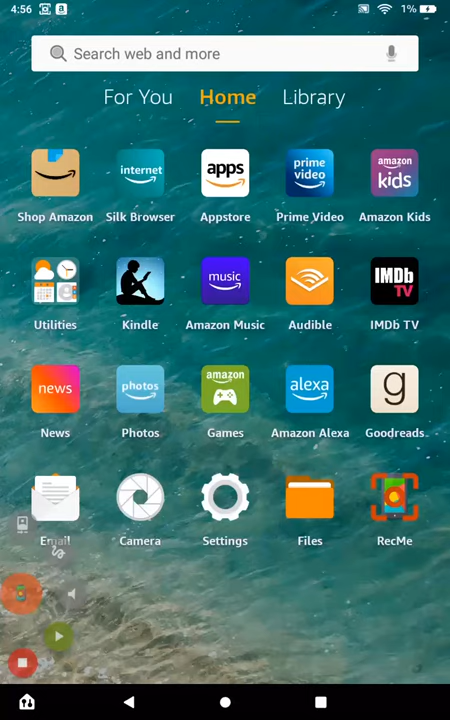 4:56
1%
Search web and more
For You Home Library
internet
apps
prime video
amazon kids
Shop Amazon Silk Browser Appstore Prime Video Amazon Kids
music
IMDb TV
Utilities Kindle Amazon Music Audible IMDb TV
news
photos
amazon
alexa
g
News Photos Games Amazon Alexa Goodreads
Email Camera Settings Files RecMe